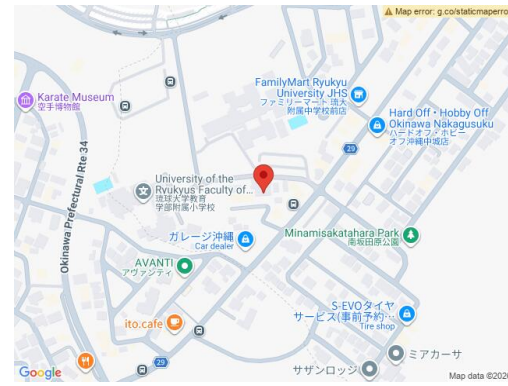 Map error: g.co/staticmaperro
FamilyMart Ryukyu
University JHS
ファミリーマート 琉大
附属中学校前店
Karate Museum
空手博物館
Hard Off・Hobby Off
Okinawa Nakagusuku
ハードオフ・ホビー
オフ沖縄中城店
29
Okinawa Prefectural Rte 34
University of the
Ryukyus Faculty of...
琉球大学教育
学部附属小学校
ガレージ沖縄
Car dealer
Minamisakatahara Park
南坂田原公園
AVANTI
アヴァンティ
S-EVOタイヤ
サービス(事前予約…
Tire shop
ito.cafe
29
ミアカーサ
サザンロッジ
Google
Map data ©2026